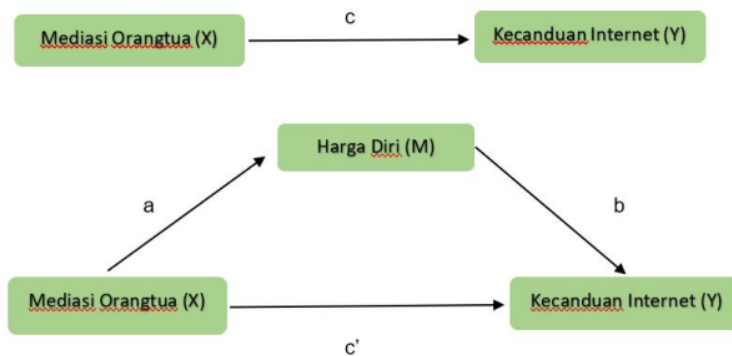 c
Mediasi Orangtua (X)
Kecanduan Internet (Y)
Harga Diri (M)
a
b
Mediasi Orangtua (X)
Kecanduan Internet (Y)
c'